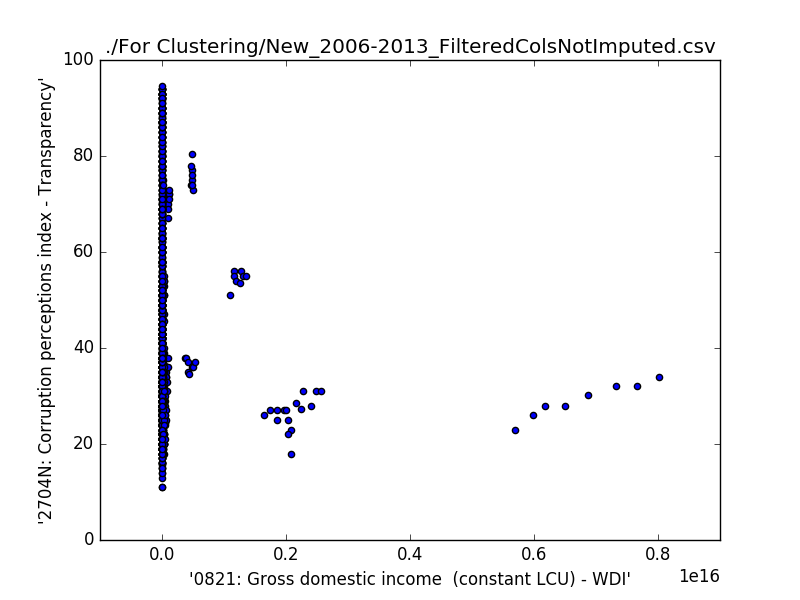 ./For Clustering/New_2006-2013_FilteredColsNotImputed.csv
'2704N: Corruption perceptions index - Transparency'
100
80
60
40
20
0
0.0 0.2 0.4 0.6 0.8
1e16
'0821: Gross domestic income  (constant LCU) - WDI'